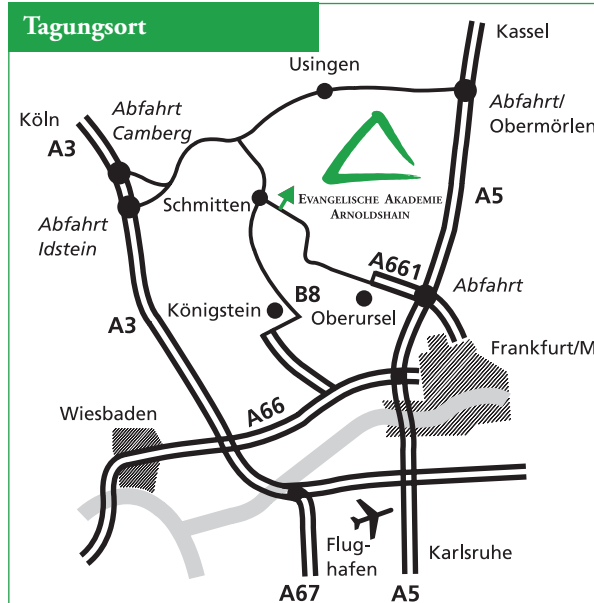 Tagungsort
Kassel
Usingen
Köln
Abfahrt
Camberg
Abfahrt/
Obermörlen
A3
EVANGELISCHE AKADEMIE
ARNOLDSHAIN
A5
Schmitten
Abfahrt
Idstein
A661
Abfahrt
B8
Königstein
Oberursel
A3
Frankfurt/M
A66
Wiesbaden
Flug-
hafen
Karlsruhe
A67
A5